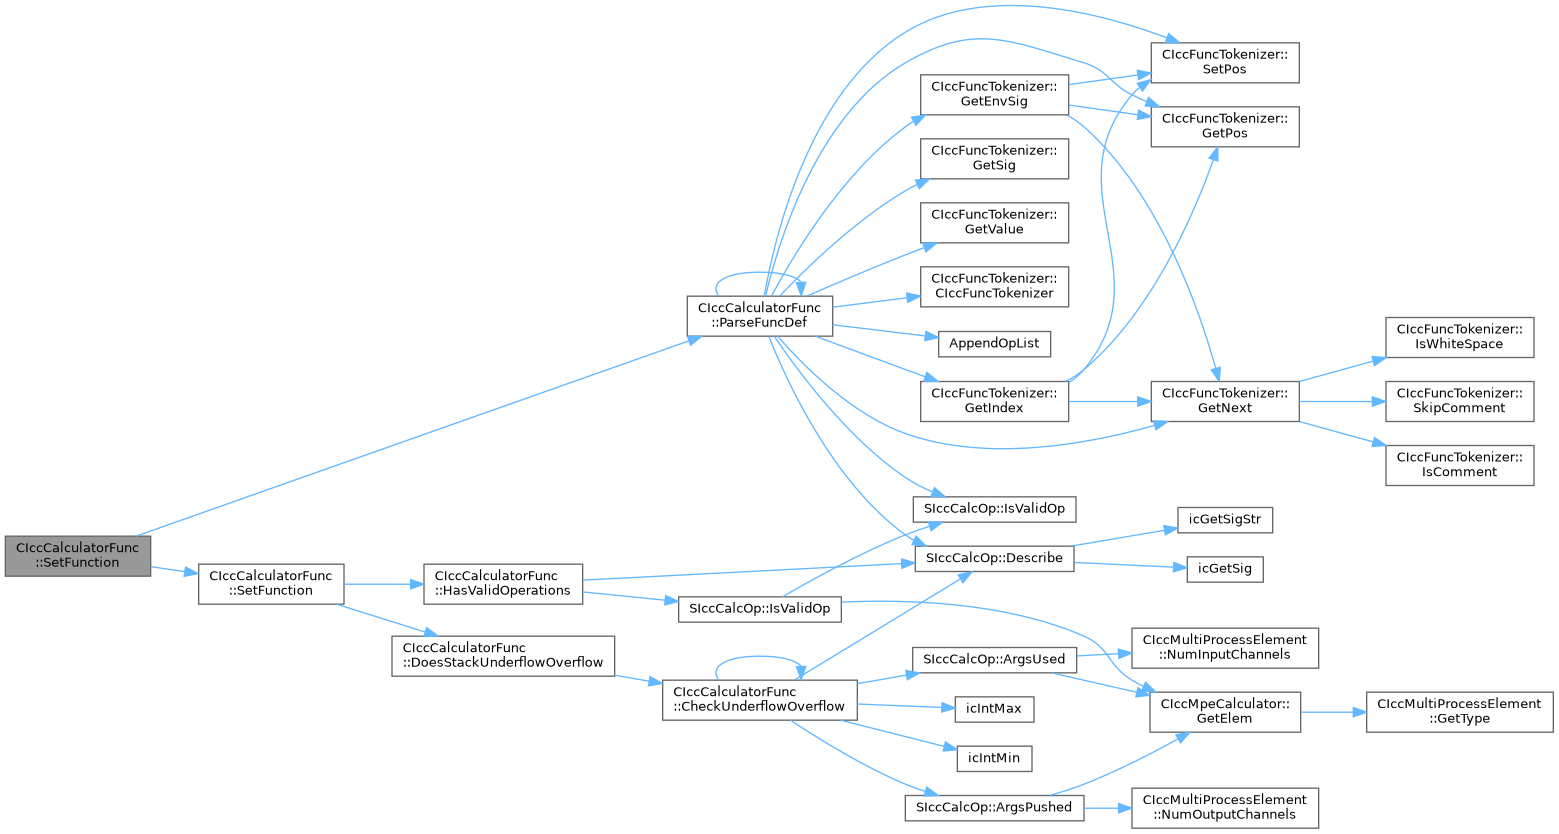 CIccFuncTokenizer::
SetPos
CIccFuncTokenizer::
GetEnvSig
CIccFuncTokenizer::
GetPos
CIccFuncTokenizer::
GetSig
CIccFuncTokenizer::
GetValue
CIccFuncTokenizer::
CIccFuncTokenizer
CIccCalculatorFunc
::ParseFuncDef
AppendOpList
CIccFuncTokenizer::
IsWhiteSpace
CIccFuncTokenizer::
GetIndex
CIccFuncTokenizer::
GetNext
CIccFuncTokenizer::
SkipComment
CIccFuncTokenizer::
IsComment
SIccCalcOp::IsValidOp
icGetSigStr
CIccCalculatorFunc
::SetFunction
SIccCalcOp::Describe
icGetSig
CIccCalculatorFunc
::SetFunction
CIccCalculatorFunc
::HasValidOperations
SIccCalcOp::IsValidOp
CIccCalculatorFunc
::DoesStackUnderflowOverflow
CIccMultiProcessElement
::NumInputChannels
SIccCalcOp::ArgsUsed
CIccCalculatorFunc
::CheckUnderflowOverflow
icIntMax
CIccMpeCalculator::
GetElem
CIccMultiProcessElement
::GetType
icIntMin
SIccCalcOp::ArgsPushed
CIccMultiProcessElement
::NumOutputChannels